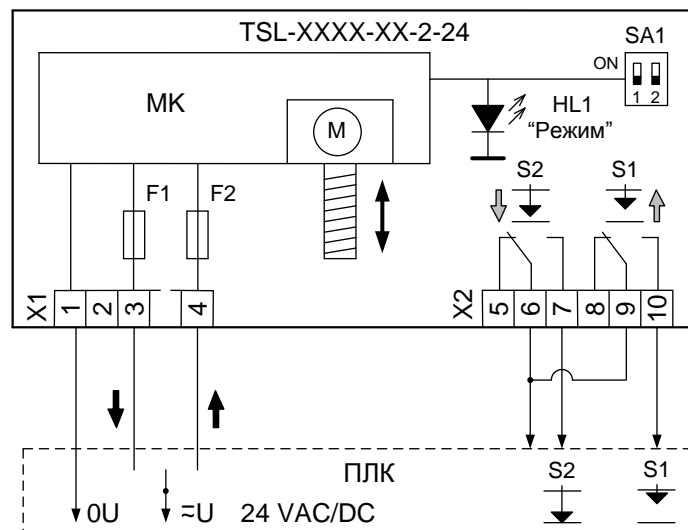 TSL-XXXX-XX-2-24
SA1
ON
1 2
МК
М
HL1
“Режим”
F1
F2
S2
S1
X1
1 2 3 4
X2
5 6 7 8 9 10
ПЛК
S2
S1
0U
≂U
24 VAC/DC